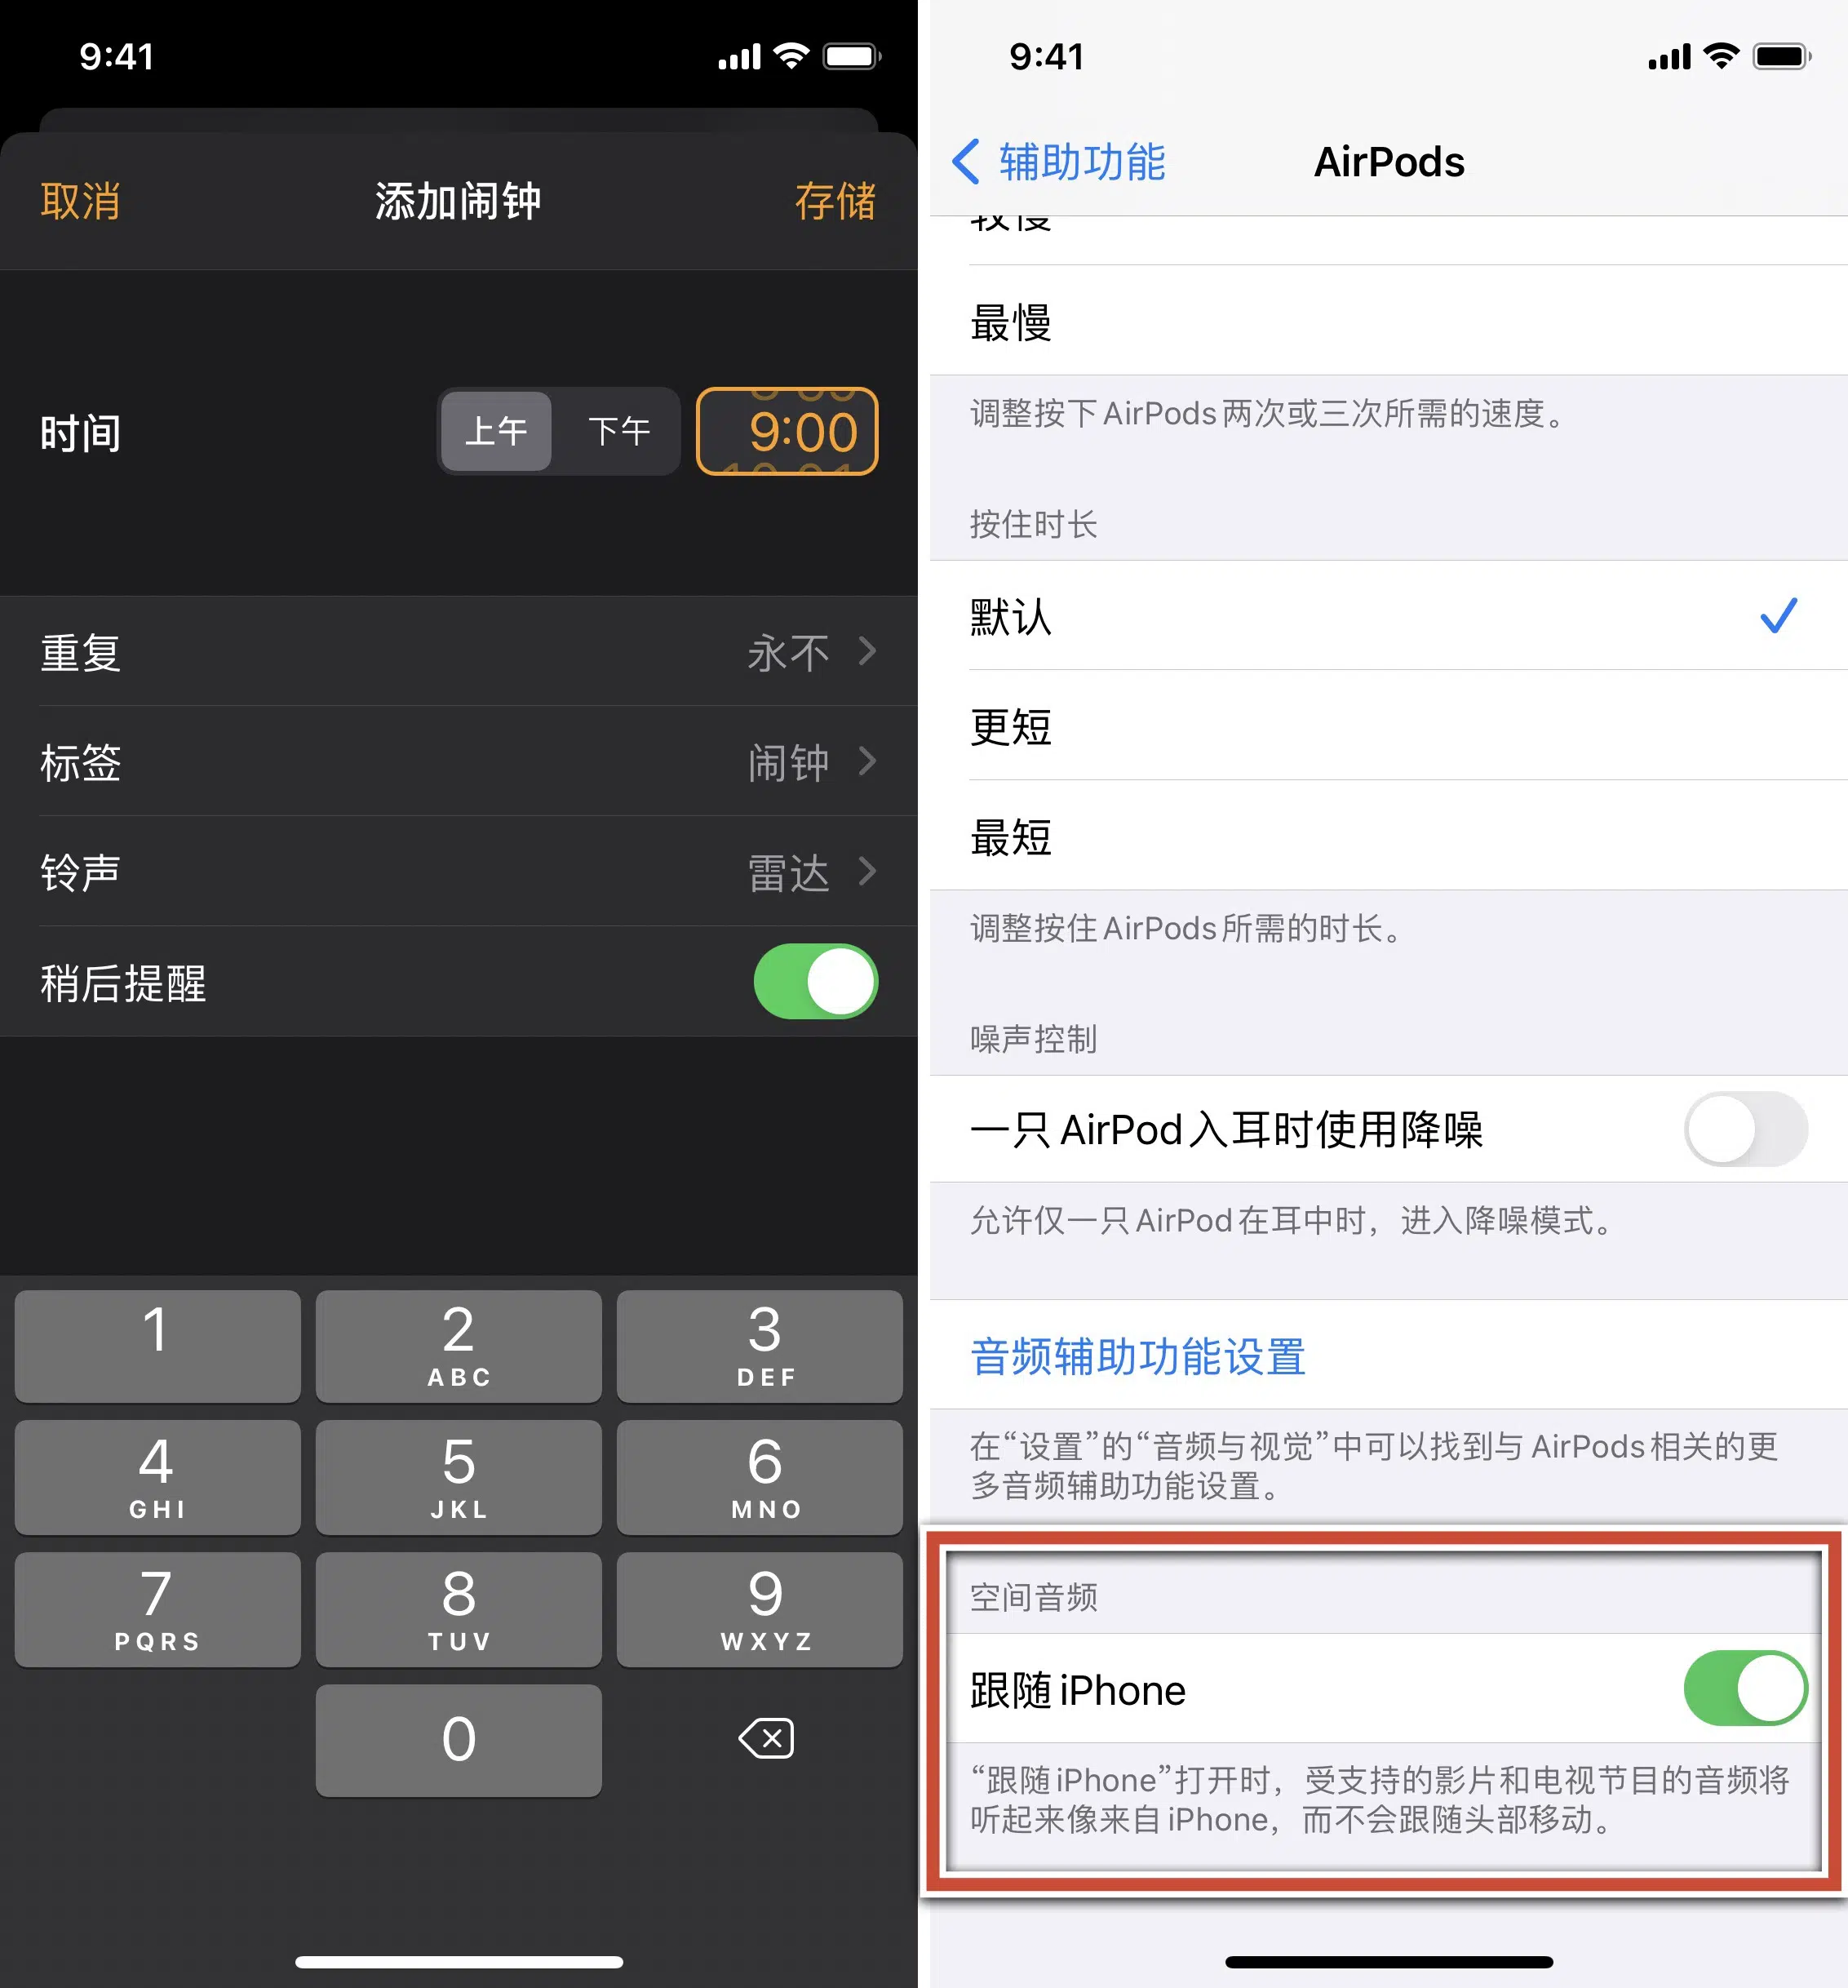 9:41
取消
添加闹钟
存储
时间
上午
下午
9:00
重复
永不
标签
闹钟
铃声
雷达
稍后提醒
1
2
ABC
3
DEF
4
GHI
5
JKL
6
MNO
7
PQRS
8
TUV
9
WXYZ
0
9:41
辅助功能
AirPods
最慢
调整按下 AirPods 两次或三次所需的速度。
按住时长
默认
更短
最短
调整按住 AirPods 所需的时长。
噪声控制
一只 AirPod 入耳时使用降噪
允许仅一只 AirPod 在耳中时，进入降噪模式。
音频辅助功能设置
在“设置”的“音频与视觉”中可以找到与 AirPods 相关的更
多音频辅助功能设置。
空间音频
跟随 iPhone
“跟随 iPhone”打开时，受支持的影片和电视节目的音频将
听起来像来自 iPhone，而不会跟随头部移动。